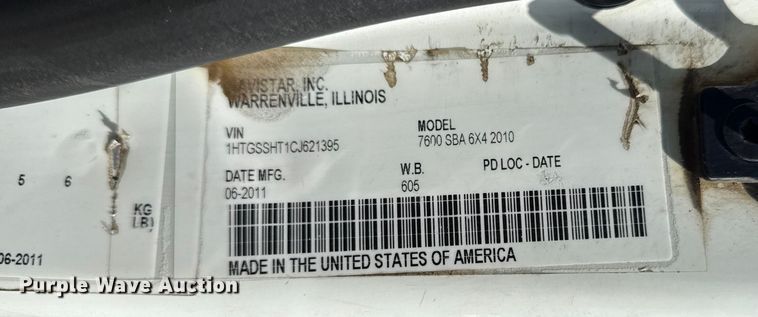 NAVISTAR, INC.
WARRENVILLE, ILLINOIS
VIN MODEL
1HTGSSHT1CJ621395 7600 SBA 6X4 2010
DATE MFG. W.B. PD LOC - DATE
06-2011 605
MADE IN THE UNITED STATES OF AMERICA
5 6
KG
LB)
06-2011
Purple Wave Auction